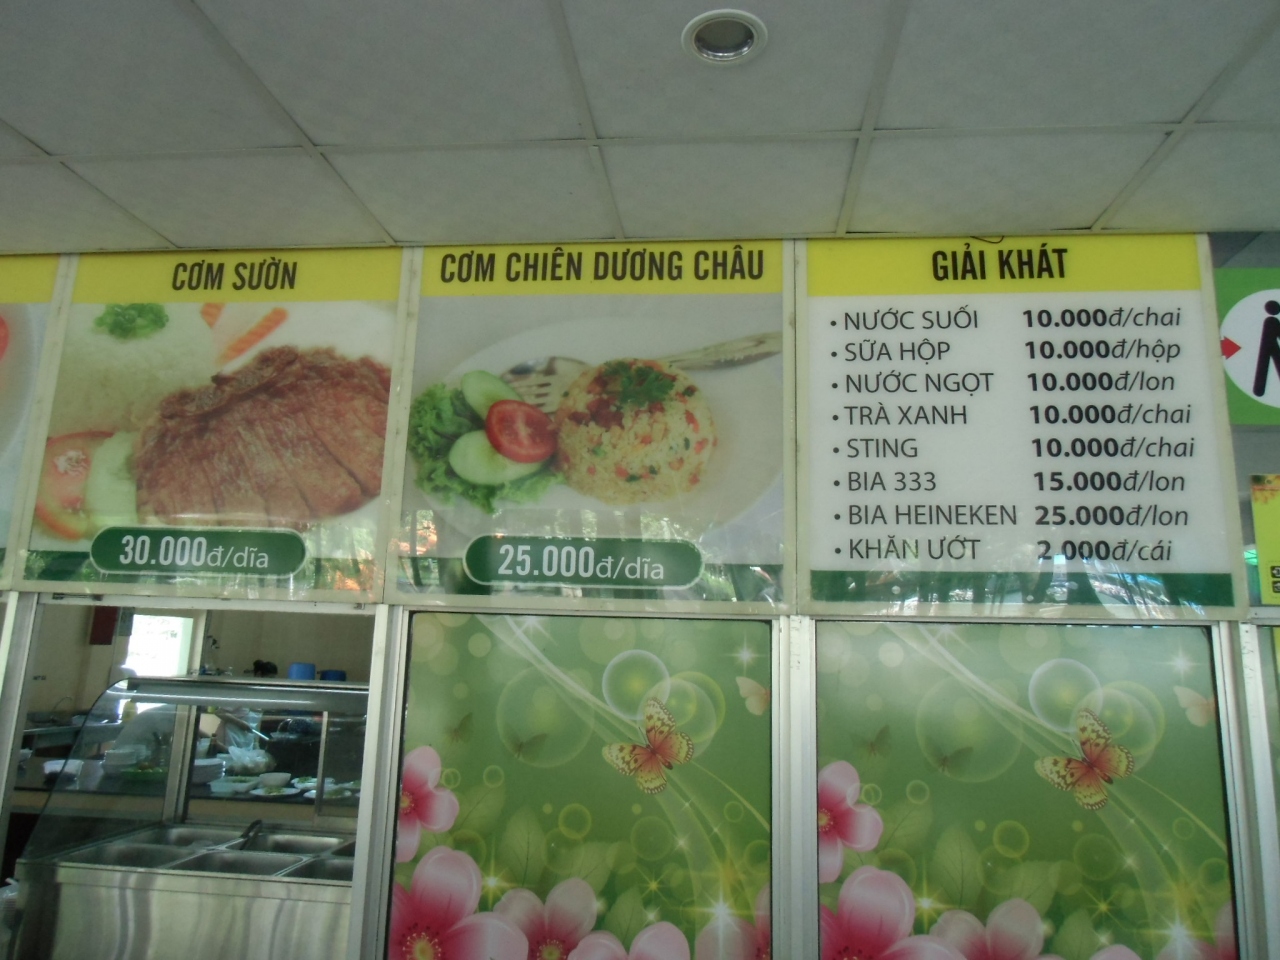 CƠM SƯỜN
30.000đ/dĩa
CƠM CHIÊN DƯƠNG CHÂU
25.000đ/dĩa
GIẢI KHÁT
• NƯỚC SUỐI 10.000đ/chai
• SỮA HỘP 10.000đ/hộp
• NƯỚC NGỌT 10.000đ/lon
• TRÀ XANH 10.000đ/chai
• STING 10.000đ/chai
• BIA 333 15.000đ/lon
• BIA HEINEKEN 25.000đ/lon
• KHĂN ƯỚT 2.000đ/cái